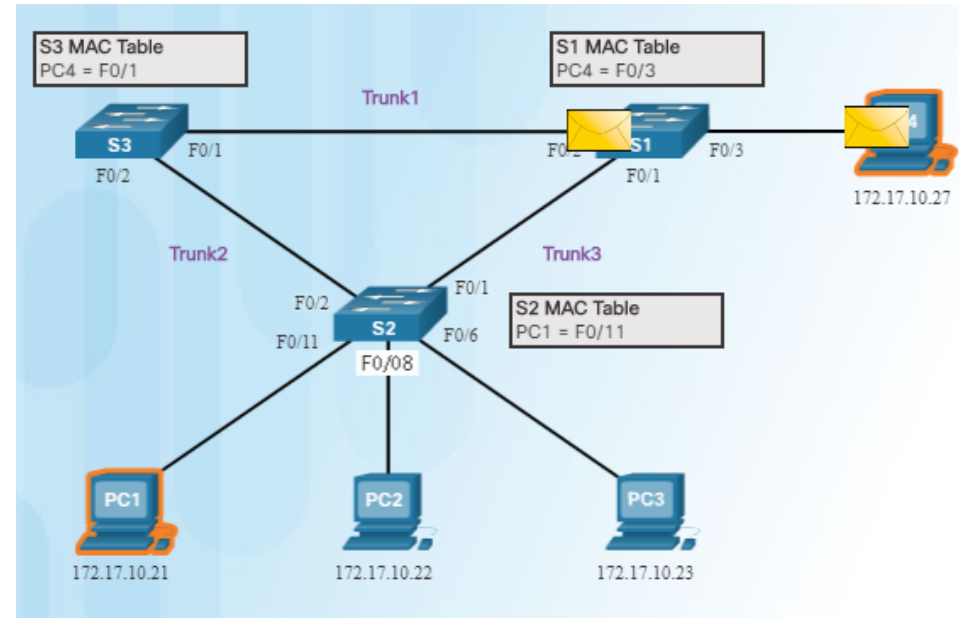 S3 MAC Table
PC4 = F0/1
S1 MAC Table
PC4 = F0/3
Trunk1
S3
F0/1
F0/2
S1
F0/3
4
F0/2
F0/1
172.17.10.27
Trunk2
Trunk3
F0/2
F0/1
S2 MAC Table
PC1 = F0/11
S2
F0/11
F0/6
F0/08
PC1
PC2
PC3
172.17.10.21
172.17.10.22
172.17.10.23